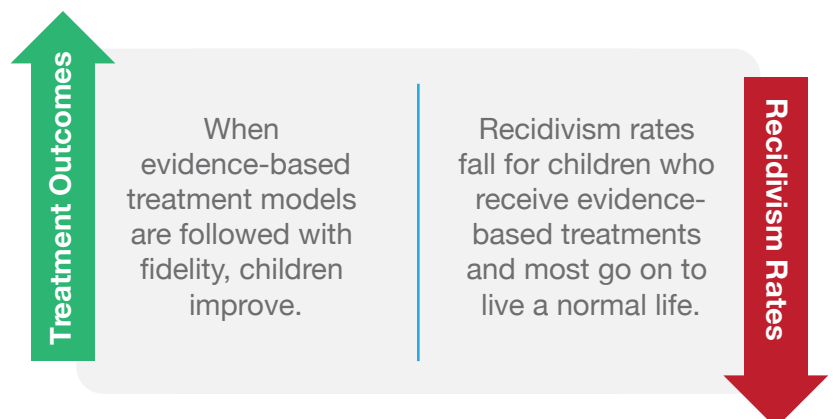 Treatment Outcomes
When
evidence-based
treatment models
are followed with
fidelity, children
improve.
Recidivism rates
fall for children who
receive evidence-
based treatments
and most go on to
live a normal life.
Recidivism Rates